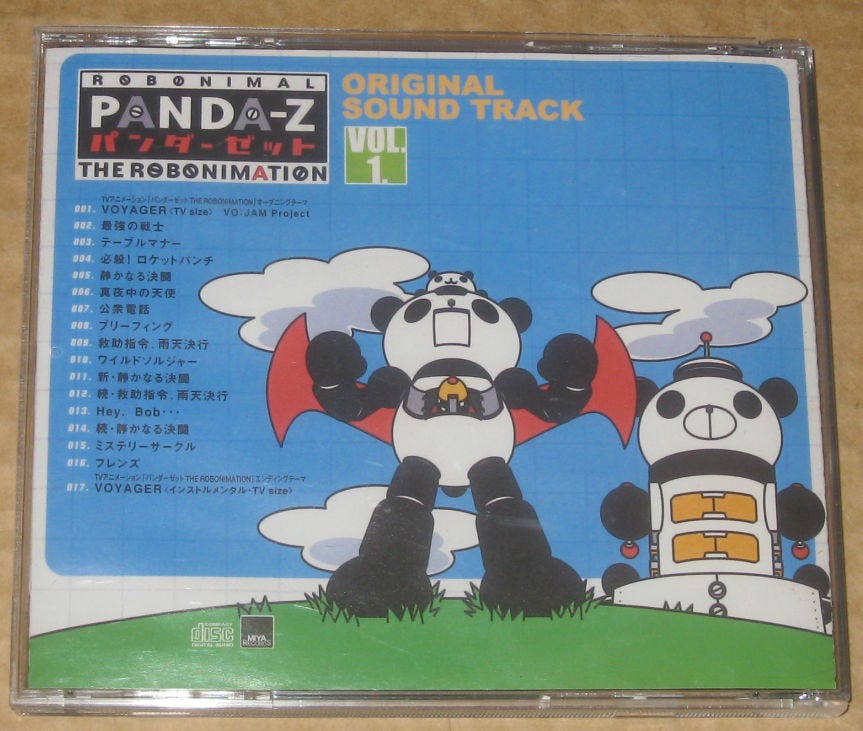 ROBONIMAL
PANDA-Z
パンダーゼット
THE ROBONIMATION
ORIGINAL
SOUND TRACK
VOL.
1.
TVアニメーション「パンダーゼット THE ROBONIMATION」オープニングテーマ
001. VOYAGER〈TV size〉 VO:JAM Project
002. 最強の戦士
003. テーブルマナー
004. 必殺!ロケットパンチ
005. 静かなる決闘
006. 真夜中の天使
007. 公衆電話
008. ブリーフィング
009. 救助指令、雨天決行
010. ワイルドソルジャー
011. 新・静かなる決闘
012. 続・救助指令、雨天決行
013. Hey, Bob・・・
014. 続・静かなる決闘
015. ミステリーサークル
016. フレンズ
TVアニメーション「パンダーゼット THE ROBONIMATION」エンディングテーマ
017. VOYAGER〈インストルメンタル・TV size〉
COMPACT
disc
DIGITAL AUDIO
MIYA
RECORDS